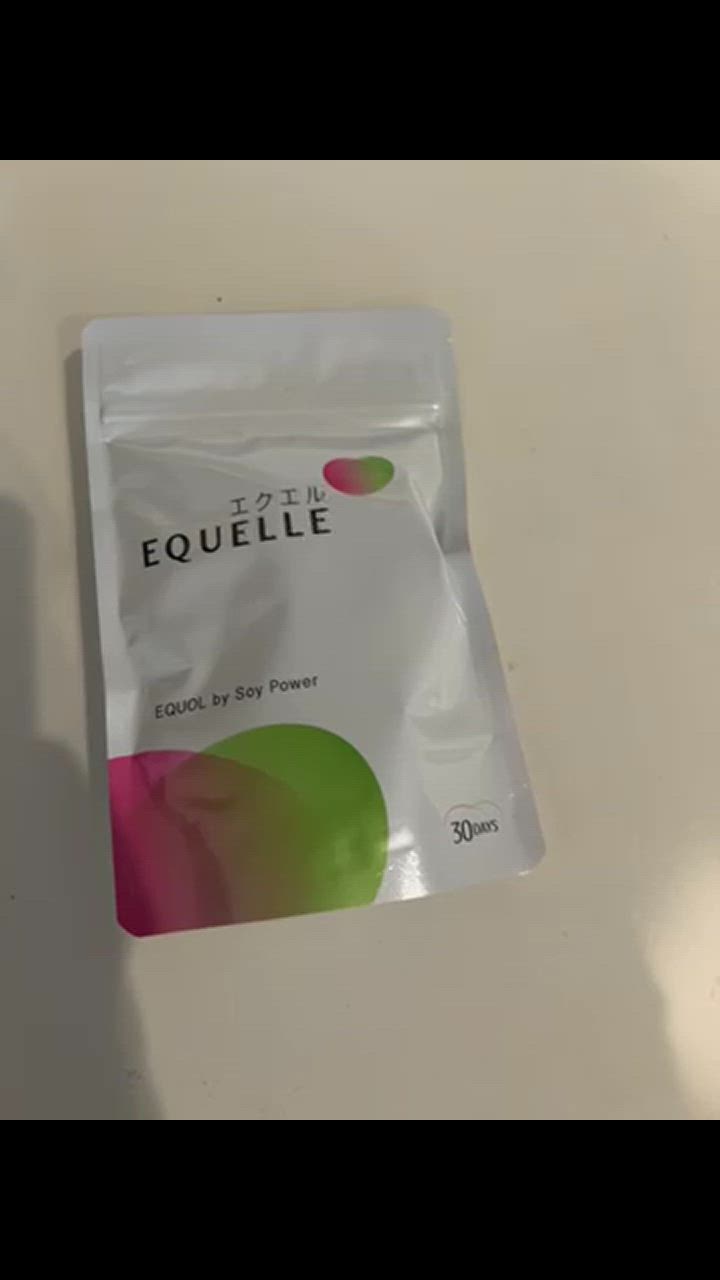 エクエル
EQUELLE
EQUOL by Soy Power
30DAYS